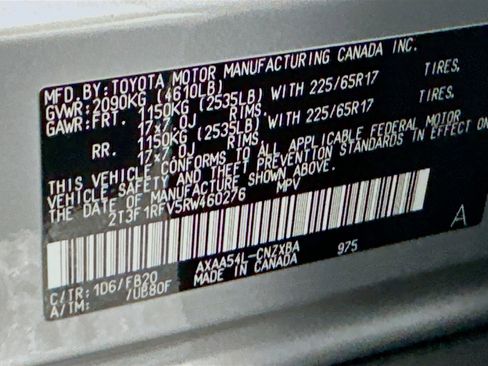 MFD. BY: TOYOTA MOTOR MANUFACTURING CANADA INC.
GVWR: 2090KG (4610LB)
GAWR: FRT. 1150KG (2535LB) WITH 225/65R17 TIRES,
17x7.0J RIMS,
RR. 1150KG (2535LB) WITH 225/65R17 TIRES,
17x7.0J RIMS,
THIS VEHICLE CONFORMS TO ALL APPLICABLE FEDERAL MOTOR
VEHICLE SAFETY AND THEFT PREVENTION STANDARDS IN EFFECT ON
THE DATE OF MANUFACTURE SHOWN ABOVE.
2T3F1RFV5RW460276 MPV
A
C/TR: 1D6/FB20 AXAA54L-CNZXBA 975
A/TM: /UB80F MADE IN CANADA